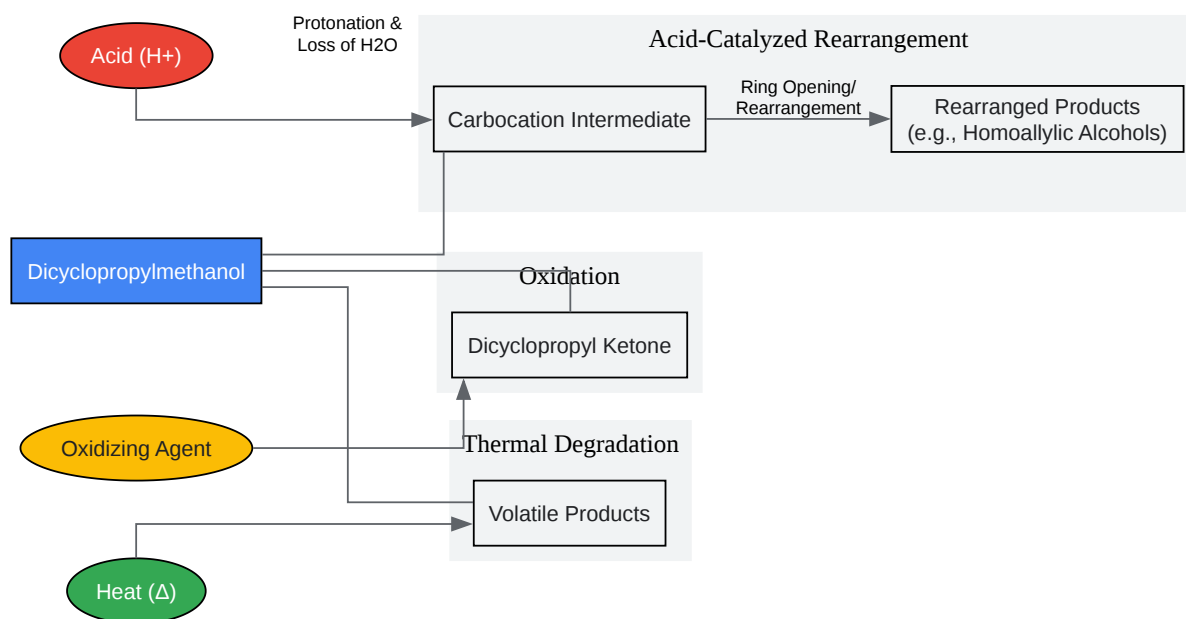 Protonation &
Loss of H2O
Acid-Catalyzed Rearrangement
Acid (H+)
Carbocation Intermediate
Ring Opening/
Rearrangement
Rearranged Products
(e.g., Homoallylic Alcohols)
Dicyclopropylmethanol
Oxidation
Dicyclopropyl Ketone
Oxidizing Agent
Thermal Degradation
Volatile Products
Heat (Δ)